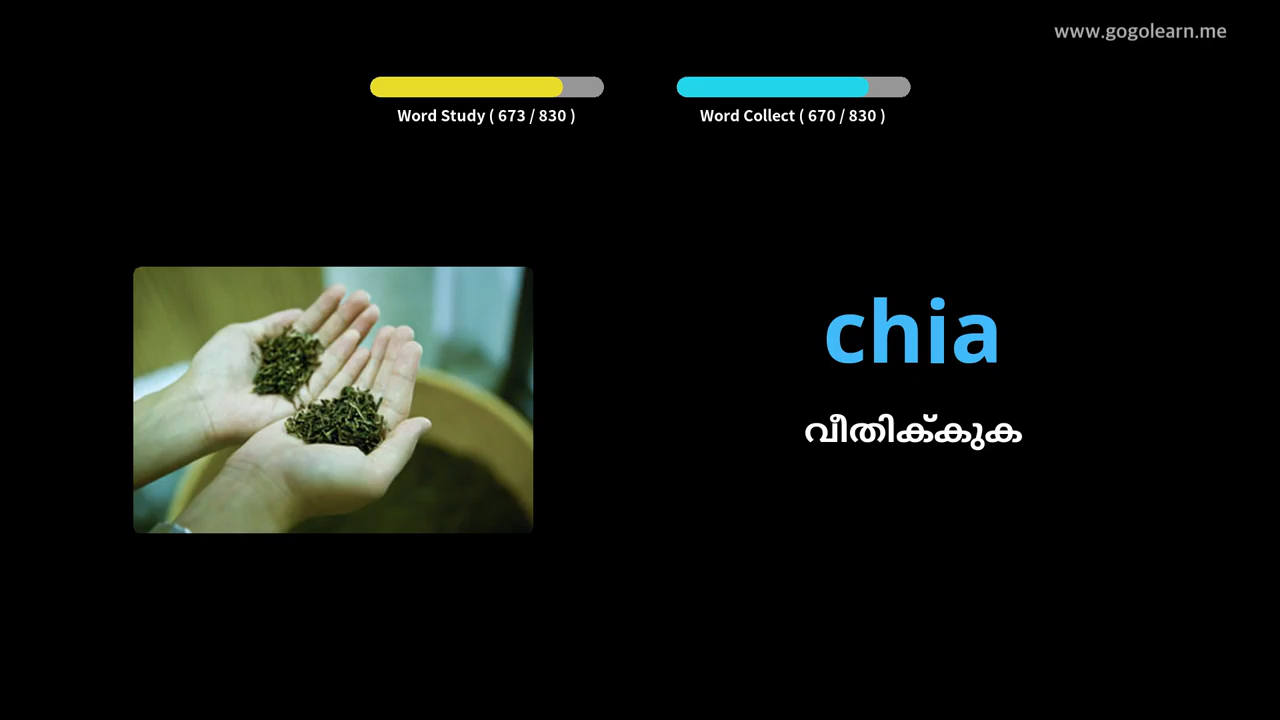 www.gogolearn.me
Word Study ( 673 / 830 )
Word Collect ( 670 / 830 )
chia
വീതിക്കുക